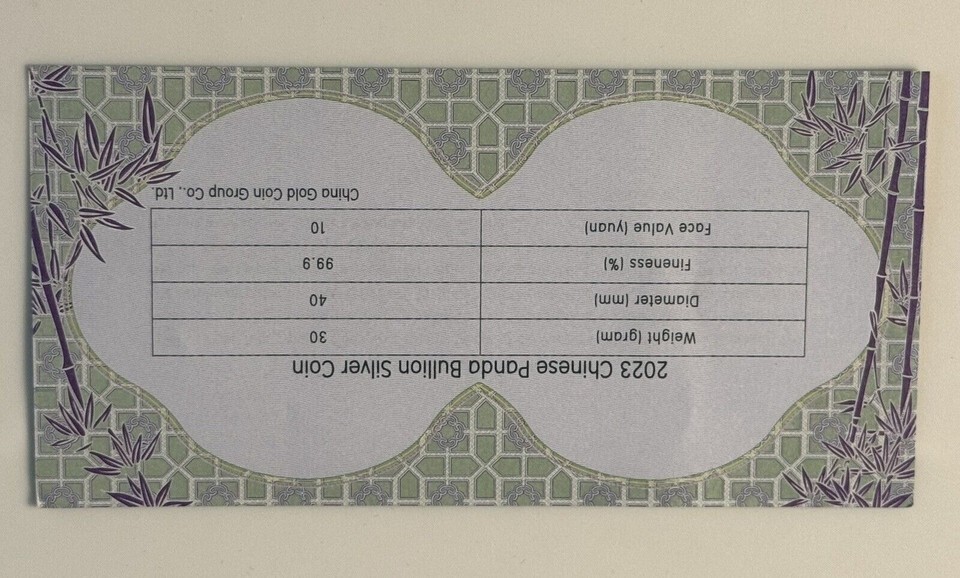 2023 Chinese Panda Bullion Silver Coin
Weight (gram) 30
Diameter (mm) 40
Fineness (%) 99.9
Face Value (yuan) 10
China Gold Coin Group Co., Ltd.